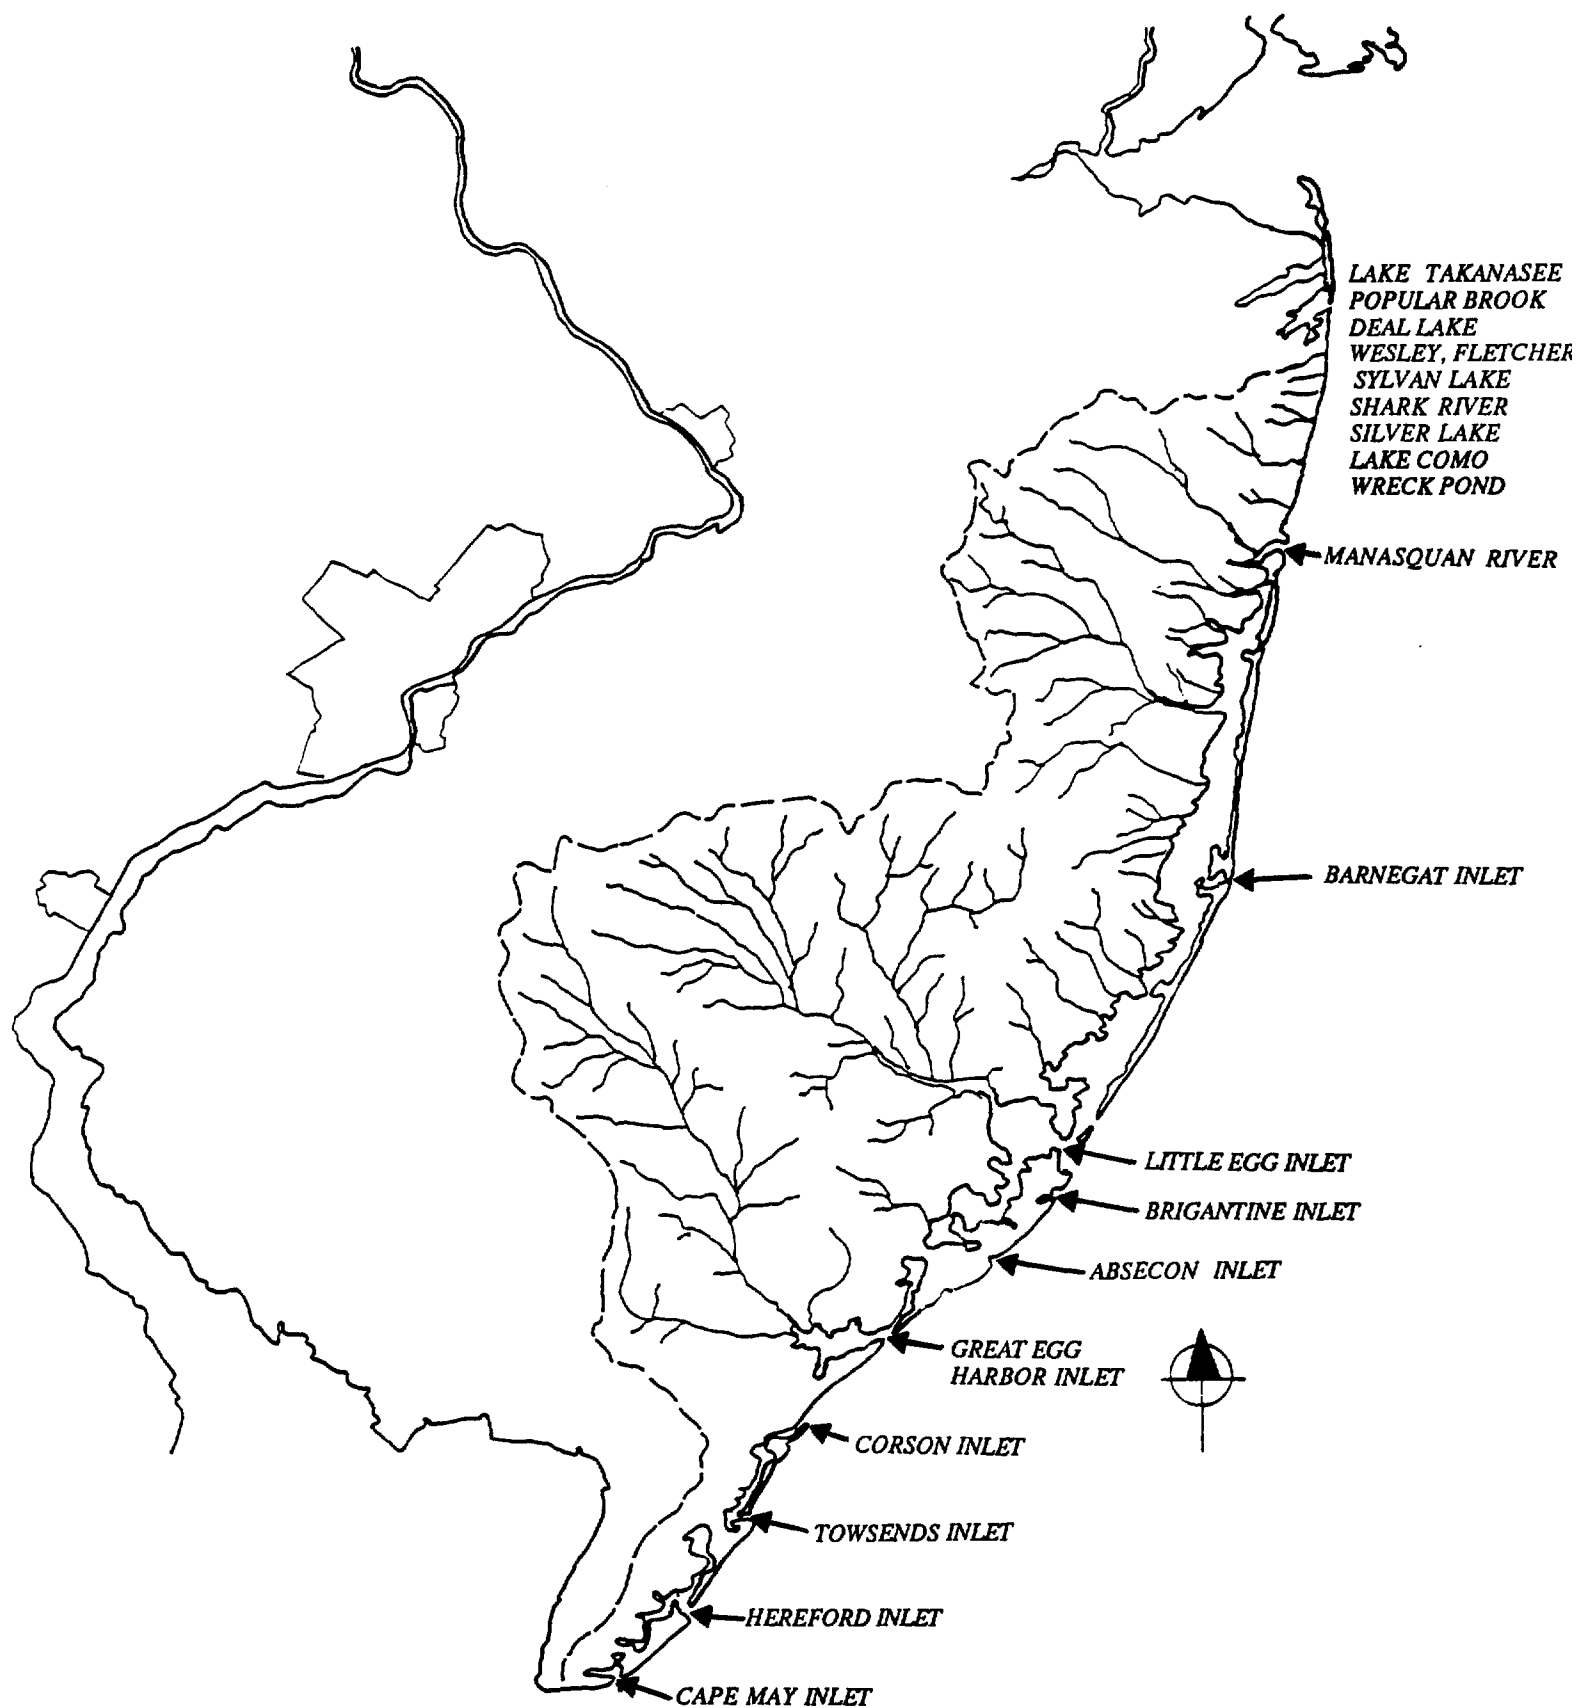 LAKE TAKANASEE
POPULAR BROOK
DEAL LAKE
WESLEY, FLETCHER
SYLVAN LAKE
SHARK RIVER
SILVER LAKE
LAKE COMO
WRECK POND
MANASQUAN RIVER
BARNEGAT INLET
LITTLE EGG INLET
BRIGANTINE INLET
ABSECON INLET
GREAT EGG
HARBOR INLET
CORSON INLET
TOWSENDS INLET
HEREFORD INLET
CAPE MAY INLET